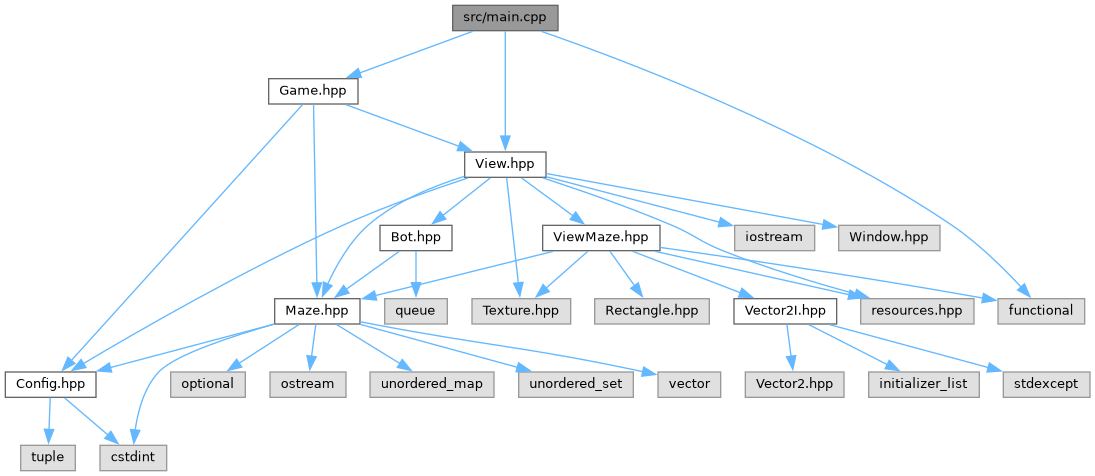 src/main.cpp
Game.hpp
View.hpp
Bot.hpp
ViewMaze.hpp
iostream
Window.hpp
Maze.hpp
queue
Texture.hpp
Rectangle.hpp
Vector2I.hpp
resources.hpp
functional
Config.hpp
optional
ostream
unordered_map
unordered_set
vector
Vector2.hpp
initializer_list
stdexcept
tuple
cstdint